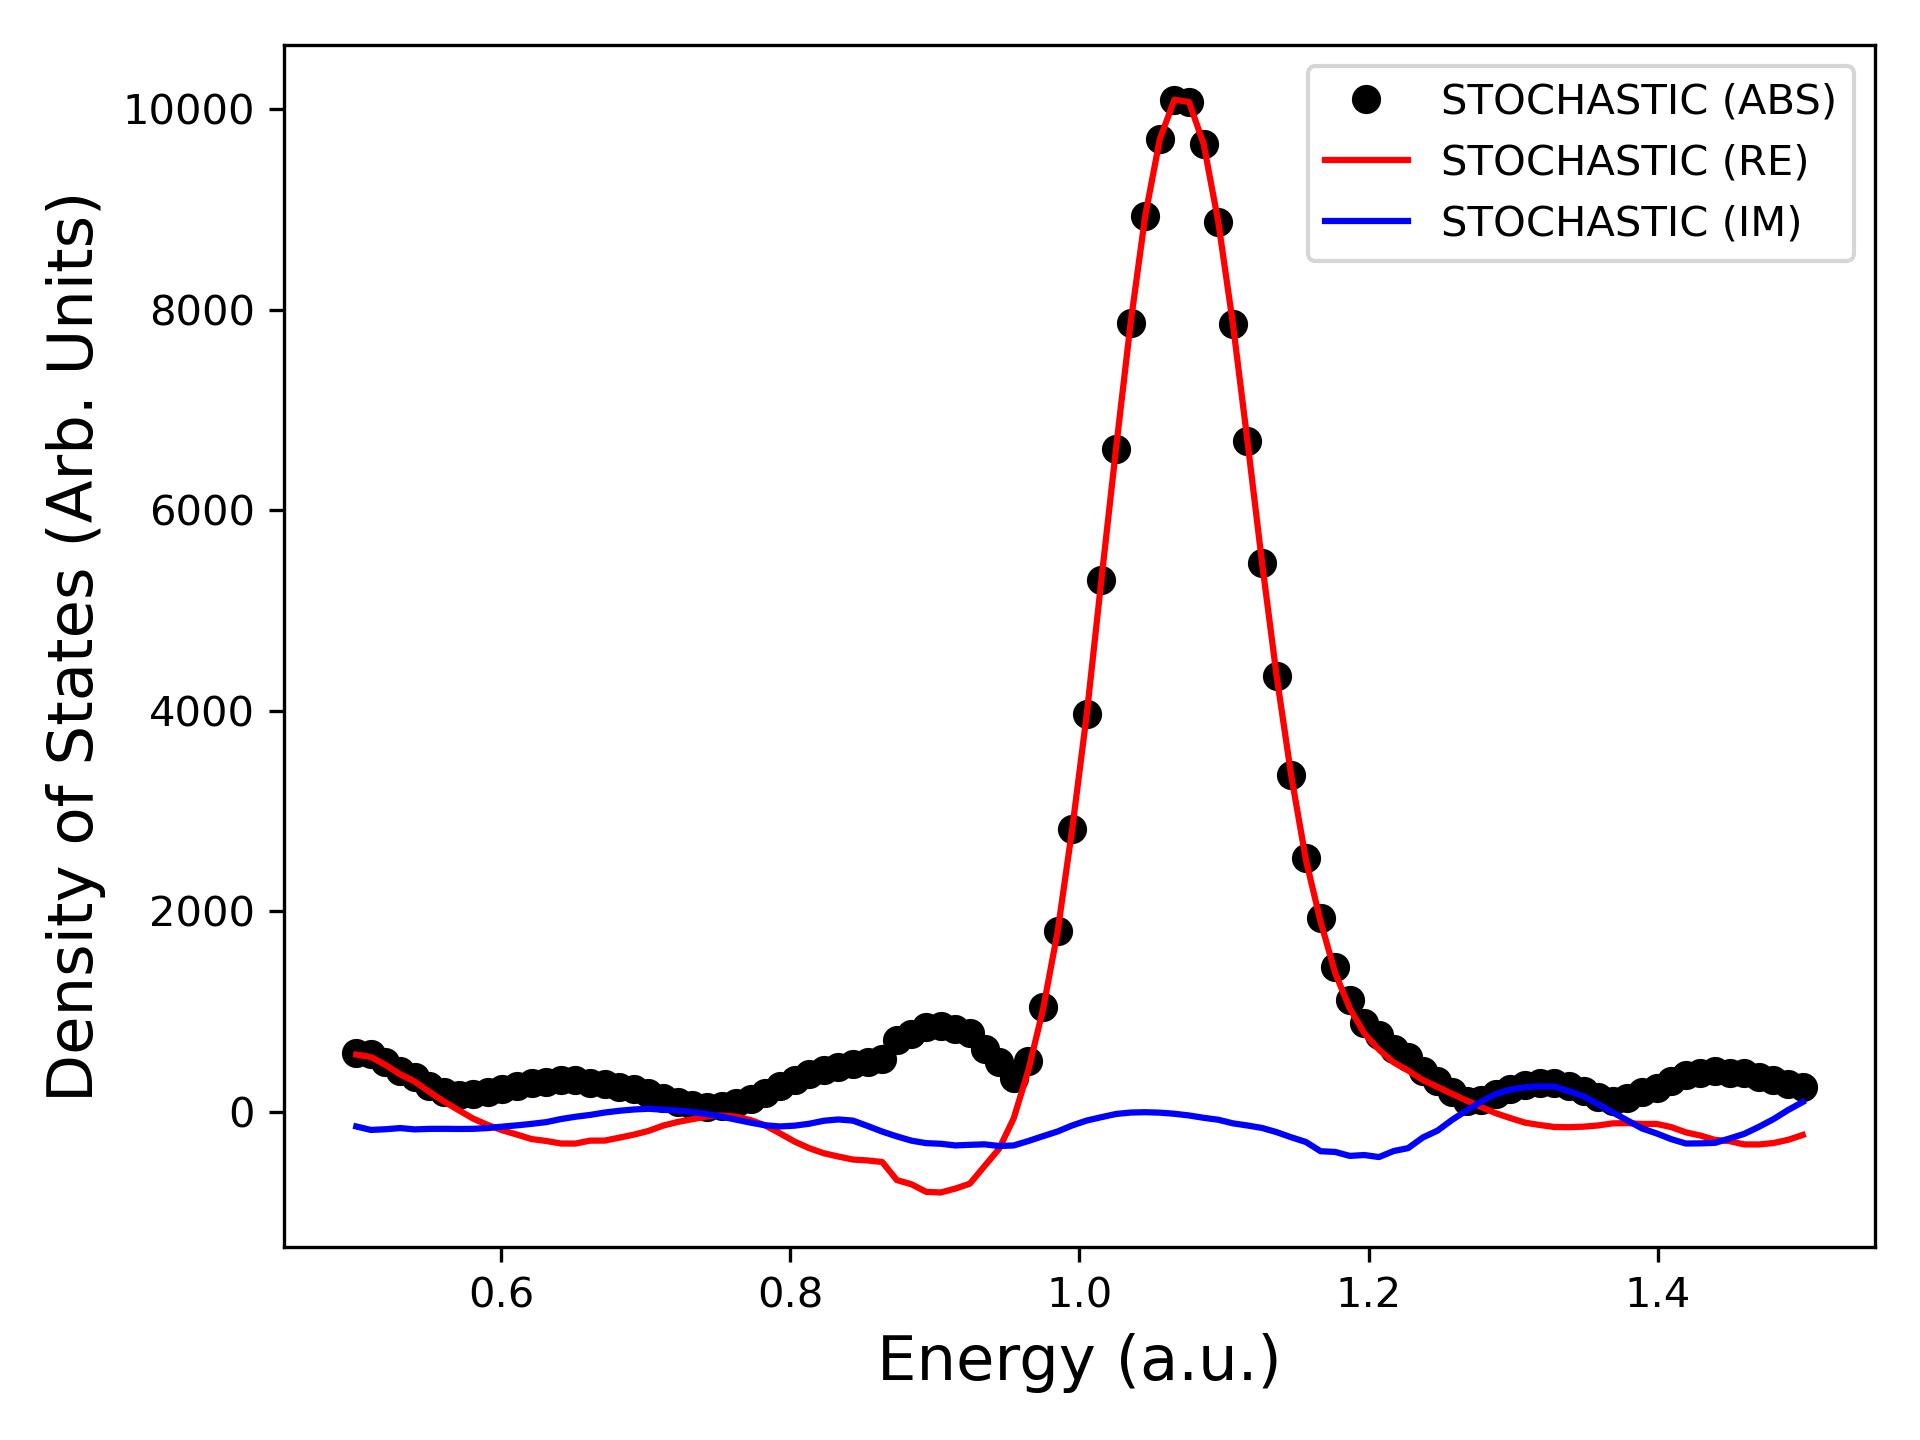 STOCHASTIC (ABS)
STOCHASTIC (RE)
STOCHASTIC (IM)
Density of States (Arb. Units)
10000
8000
6000
4000
2000
0
0.6 0.8 1.0 1.2 1.4
Energy (a.u.)